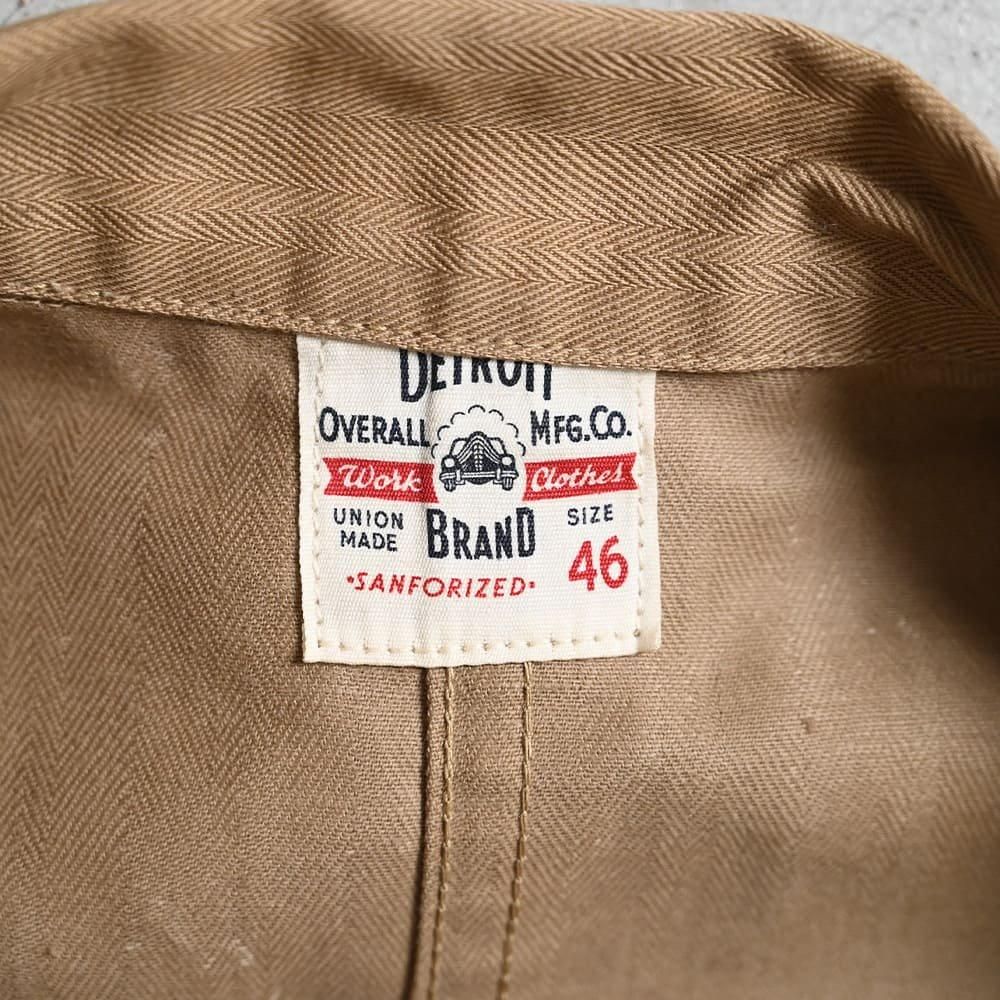 DETROIT
OVERALL MFG. CO.
Work Clothes
UNION MADE BRAND SIZE 46
•SANFORIZED•